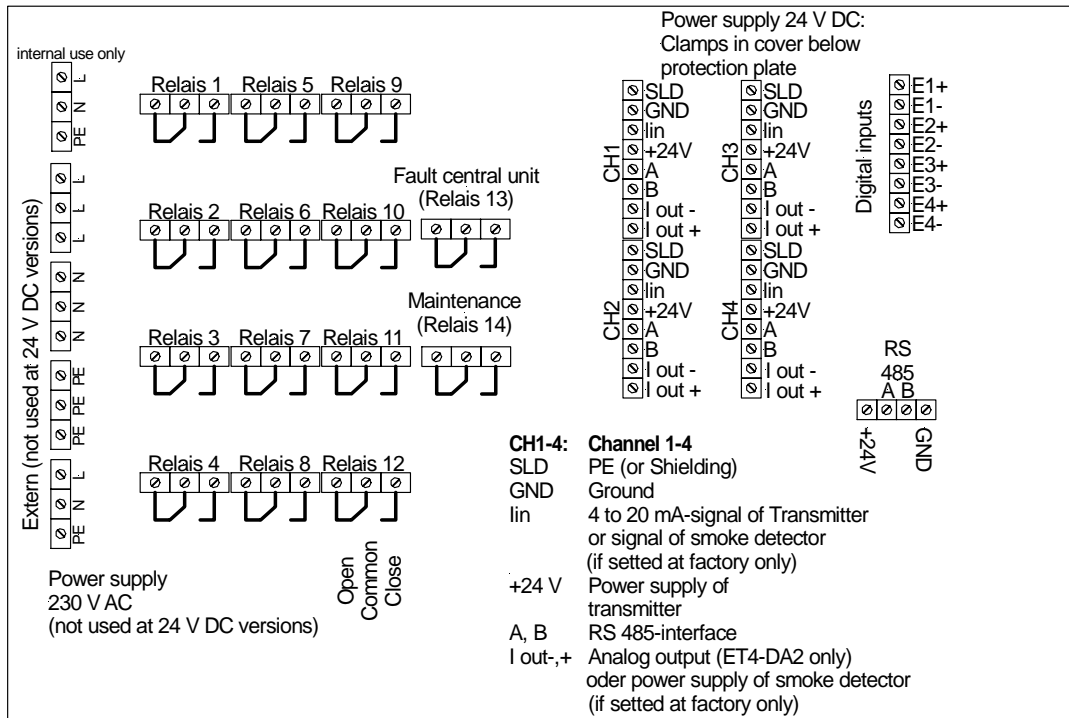 internal use only
L
N
PE
L
L
L
N
N
N
PE
PE
PE
L
N
PE
Extern (not used at 24 V DC versions)
Power supply
230 V AC
(not used at 24 V DC versions)
Relais 1 Relais 5 Relais 9
Relais 2 Relais 6 Relais 10
Fault central unit
(Relais 13)
Relais 3 Relais 7 Relais 11
Maintenance
(Relais 14)
Relais 4 Relais 8 Relais 12
Open
Common
Close
Power supply 24 V DC:
Clamps in cover below
protection plate
CH1
SLD
GND
Iin
+24V
A
B
I out -
I out +
CH2
SLD
GND
Iin
+24V
A
B
I out -
I out +
CH3
SLD
GND
Iin
+24V
A
B
I out -
I out +
CH4
SLD
GND
Iin
+24V
A
B
I out -
I out +
Digital inputs
E1+
E1-
E2+
E2-
E3+
E3-
E4+
E4-
RS
485
A B
+24V
GND
CH1-4: Channel 1-4
SLD PE (or Shielding)
GND Ground
Iin 4 to 20 mA-signal of Transmitter
or signal of smoke detector
(if setted at factory only)
+24 V Power supply of
transmitter
A, B RS 485-interface
I out-,+ Analog output (ET4-DA2 only)
oder power supply of smoke detector
(if setted at factory only)